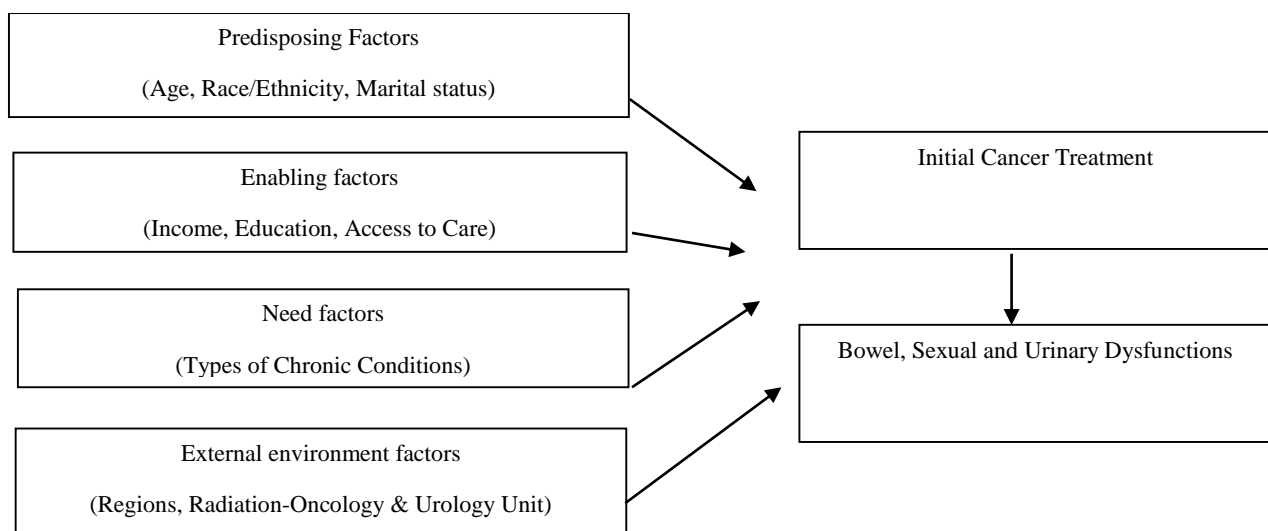 Predisposing Factors
(Age, Race/Ethnicity, Marital status)
Enabling factors
(Income, Education, Access to Care)
Need factors
(Types of Chronic Conditions)
External environment factors
(Regions, Radiation-Oncology & Urology Unit)
Initial Cancer Treatment
Bowel, Sexual and Urinary Dysfunctions